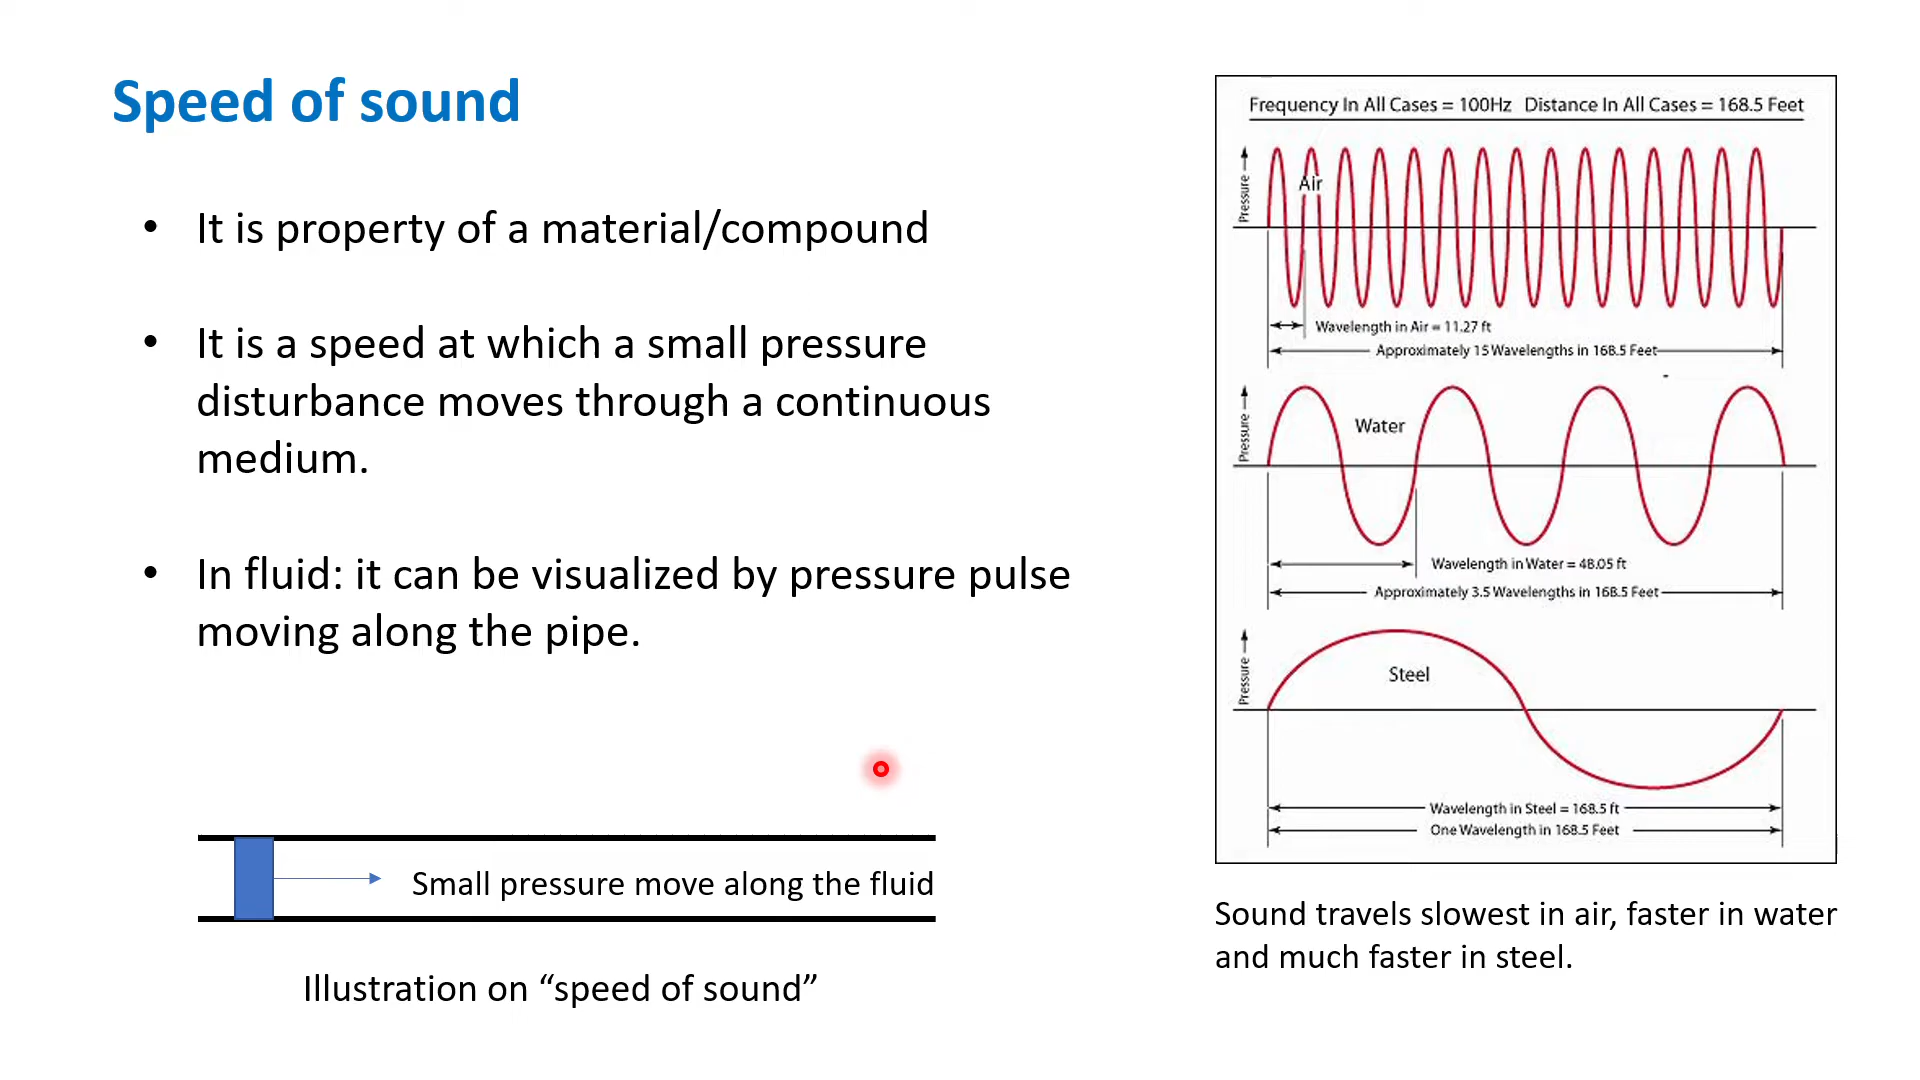 Speed of sound
• It is property of a material/compound
• It is a speed at which a small pressure
disturbance moves through a continuous
medium.
• In fluid: it can be visualized by pressure pulse
moving along the pipe.
Small pressure move along the fluid
Illustration on “speed of sound”
Frequency In All Cases = 100Hz Distance In All Cases = 168.5 Feet
Pressure
Air
Wavelength in Air = 11.27 ft
Approximately 15 Wavelengths in 168.5 Feet
Pressure
Water
Wavelength in Water = 48.05 ft
Approximately 3.5 Wavelengths in 168.5 Feet
Pressure
Steel
Wavelength in Steel = 168.5 ft
One Wavelength in 168.5 Feet
Sound travels slowest in air, faster in water
and much faster in steel.